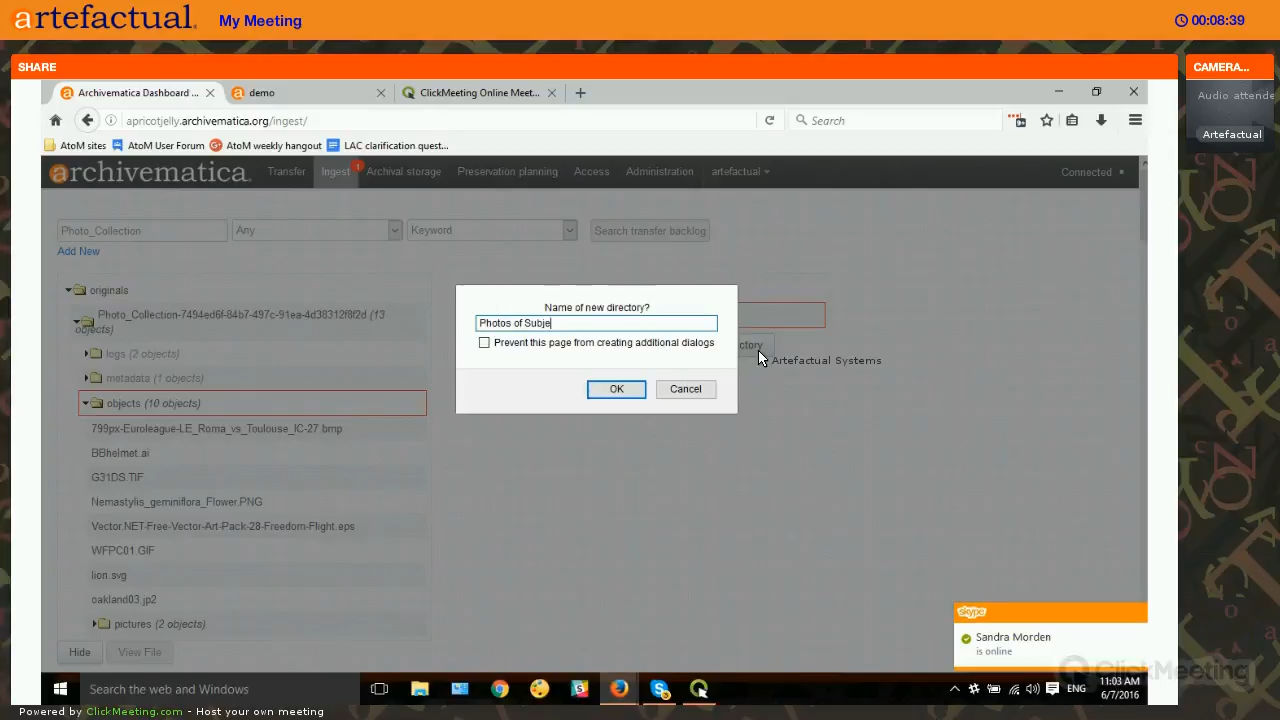 artefactual.
My Meeting
00:08:39
SHARE
CAMERA...
Archivematica Dashboard ...
demo
ClickMeeting Online Meet...
Audio attende
Artefactual
apricotjelly.archivematica.org/ingest/
Search
AtoM sites
AtoM User Forum
AtoM weekly hangout
LAC clarification quest...
archivematica.
Transfer
Ingest
1
Archival storage
Preservation planning
Access
Administration
artefactual
Connected
Photo_Collection
Any
Keyword
Search transfer backlog
Add New
originals
Photo_Collection-7494ed6f-84b7-497c-91ea-4d38312f8f2d (13
objects)
logs (2 objects)
metadata (1 objects)
objects (10 objects)
799px-Euroleague-LE_Roma_vs_Toulouse_IC-27.bmp
BBhelmet.ai
G31DS.TIF
Nemastylis_geminiflora_Flower.PNG
Vector.NET-Free-Vector-Art-Pack-28-Freedom-Flight.eps
WFPC01.GIF
lion.svg
oakland03.jp2
pictures (2 objects)
Hide
View File
Name of new directory?
Photos of Subje
Prevent this page from creating additional dialogs
OK
Cancel
ctory
Artefactual Systems
skype
Sandra Morden
is online
ClickMeeting
Search the web and Windows
ENG
11:03 AM
6/7/2016
Powered by ClickMeeting.com - Host your own meeting